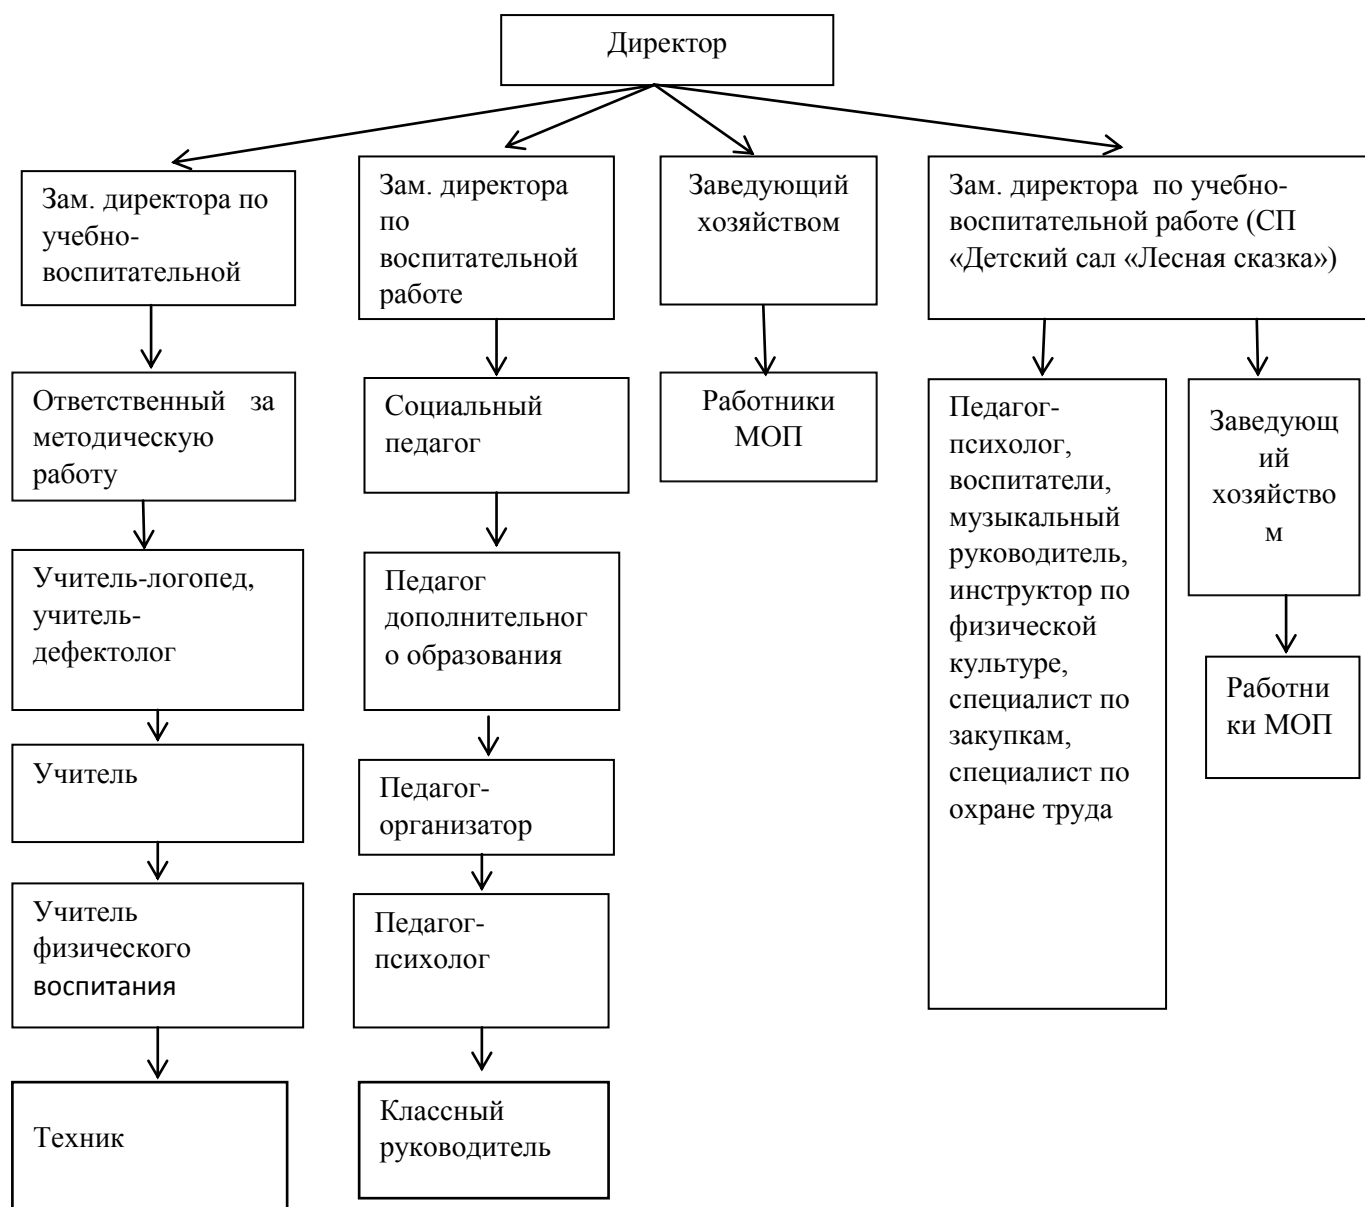 Директор
Зам. директора по
учебно-
воспитательной
Зам. директора
по
воспитательной
работе
Заведующий
хозяйством
Зам. директора по учебно-
воспитательной работе (СП
«Детский сал «Лесная сказка»)
Ответственный за
методическую
работу
Социальный
педагог
Работники
МОП
Педагог-
психолог,
воспитатели,
музыкальный
руководитель,
инструктор по
физической
культуре,
специалист по
закупкам,
специалист по
охране труда
Заведующ
ий
хозяйство
м
Учитель-логопед,
учитель-
дефектолог
Педагог
дополнительног
о образования
Работни
ки МОП
Учитель
Педагог-
организатор
Учитель
физического
воспитания
Педагог-
психолог
Техник
Классный
руководитель